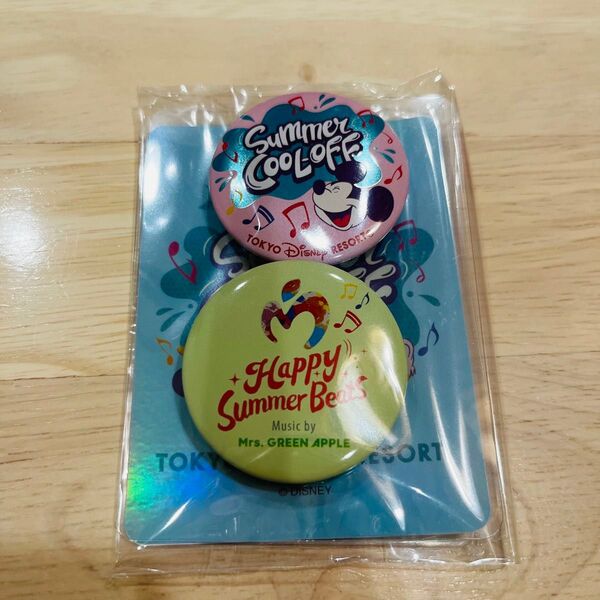 Summer
COOL-OFF
TOKYO Disney RESORT
Happy
Summer Beats
Music by
Mrs. GREEN APPLE
TOKYO RESORT
© DISNEY